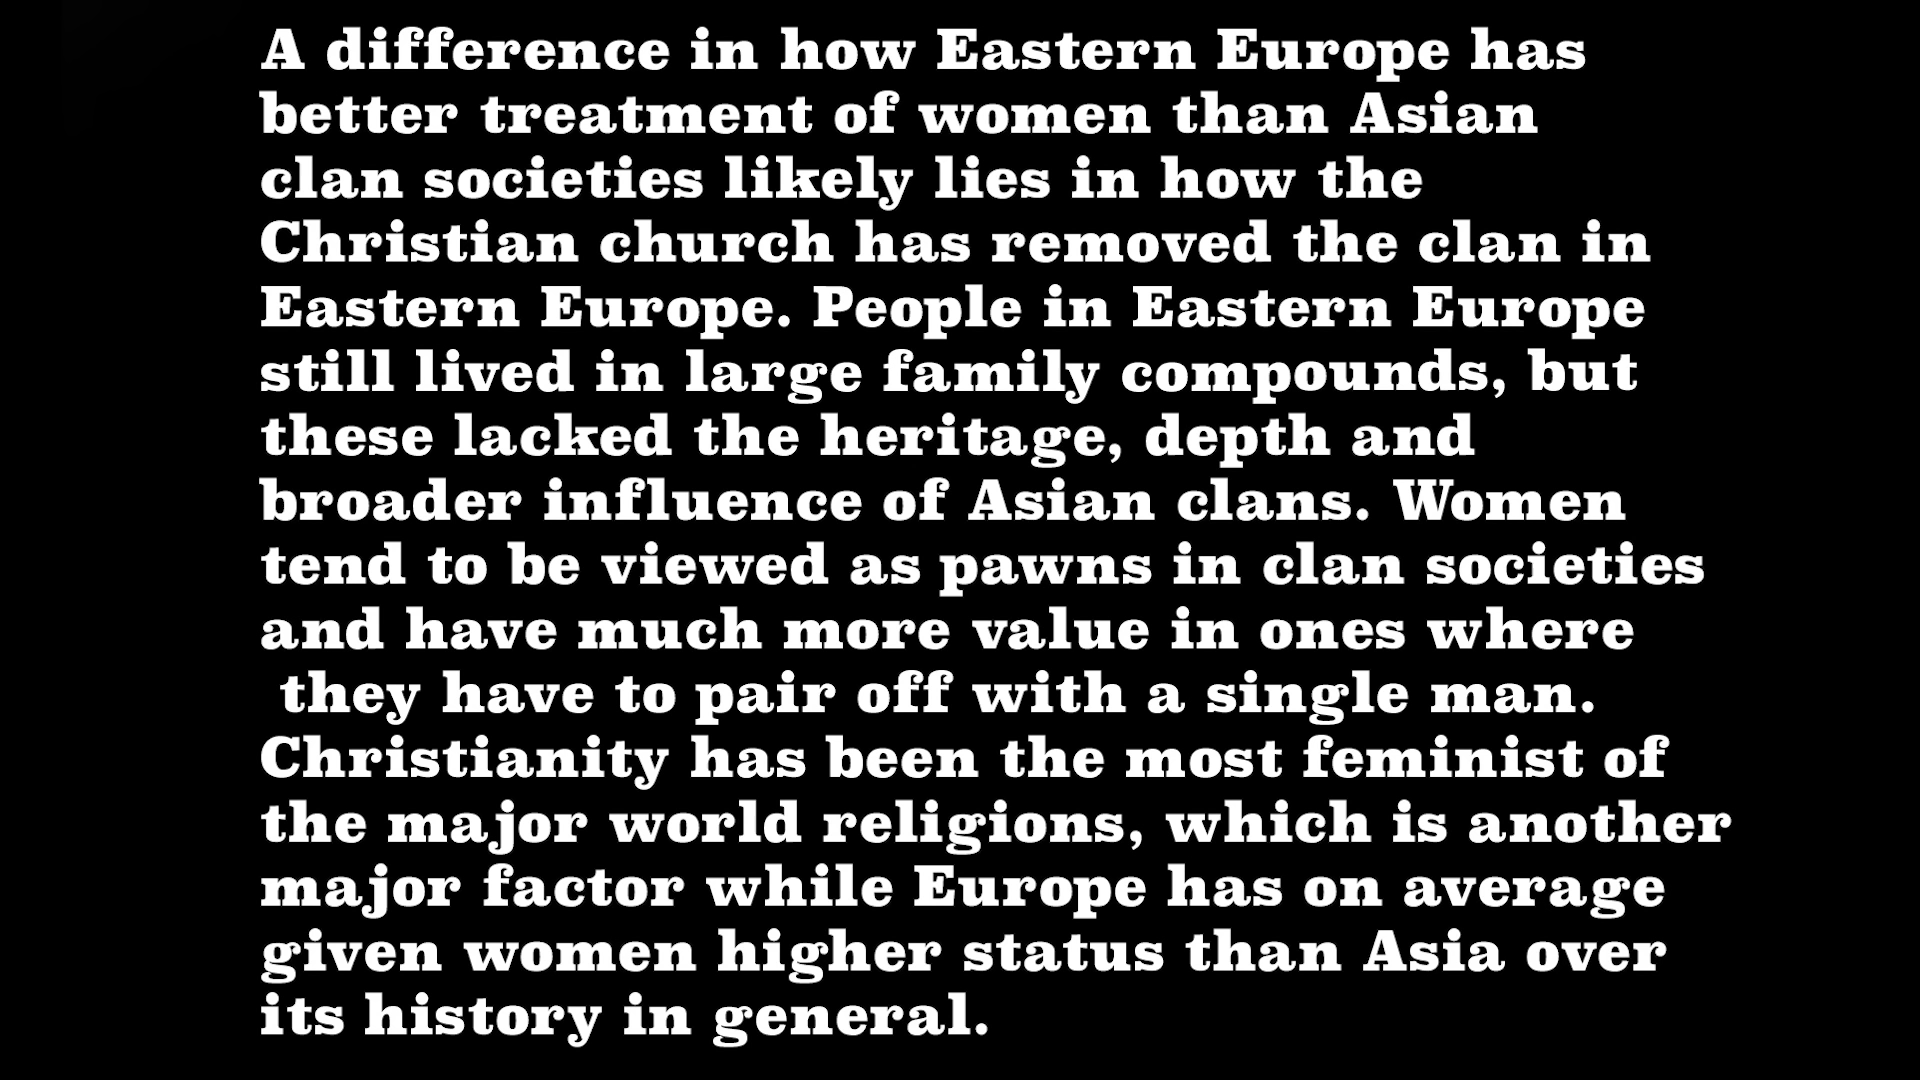 A difference in how Eastern Europe has
better treatment of women than Asian
clan societies likely lies in how the
Christian church has removed the clan in
Eastern Europe. People in Eastern Europe
still lived in large family compounds, but
these lacked the heritage, depth and
broader influence of Asian clans. Women
tend to be viewed as pawns in clan societies
and have much more value in ones where
they have to pair off with a single man.
Christianity has been the most feminist of
the major world religions, which is another
major factor while Europe has on average
given women higher status than Asia over
its history in general.